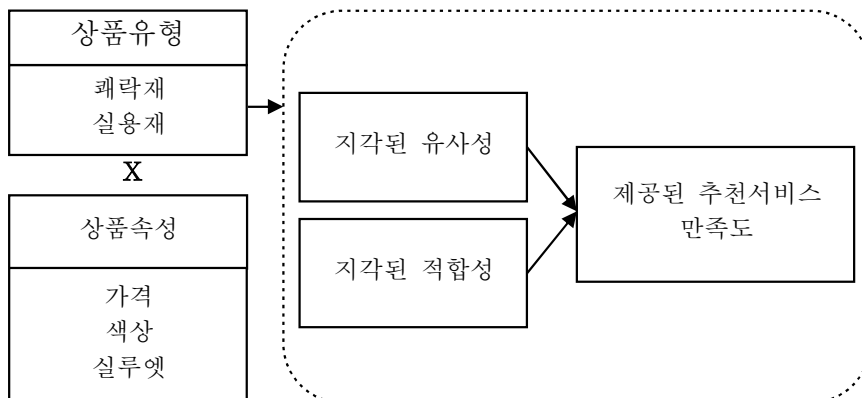 상품유형
쾌락재
실용재
X
상품속성
가격
색상
실루엣
지각된 유사성
지각된 적합성
제공된 추천서비스
만족도